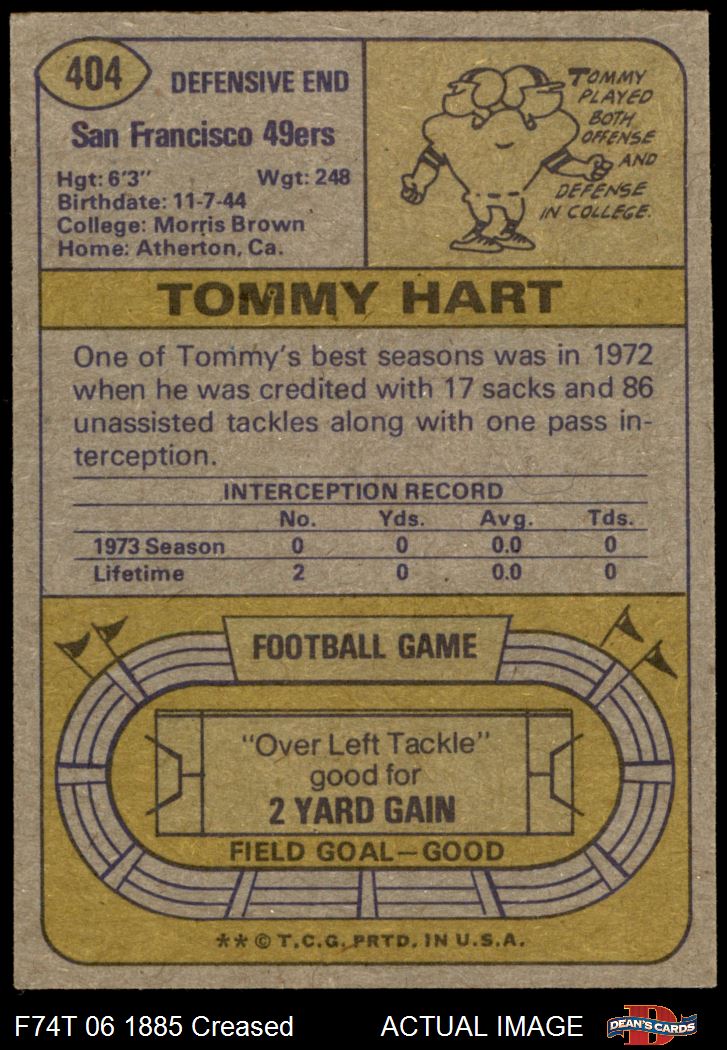 404
DEFENSIVE END
San Francisco 49ers
Hgt: 6'3" Wgt: 248
Birthdate: 11-7-44
College: Morris Brown
Home: Atherton, Ca.
TOMMY
PLAYED
BOTH
OFFENSE
AND
DEFENSE
IN COLLEGE.
TOMMY HART
One of Tommy's best seasons was in 1972
when he was credited with 17 sacks and 86
unassisted tackles along with one pass in-
terception.
INTERCEPTION RECORD
No. Yds. Avg. Tds.
1973 Season 0 0 0.0 0
Lifetime 2 0 0.0 0
FOOTBALL GAME
"Over Left Tackle"
good for
2 YARD GAIN
FIELD GOAL—GOOD
** © T.C.G. PRTD. IN U.S.A.
F74T 06 1885 Creased ACTUAL IMAGE
D
DEAN'S CARDS